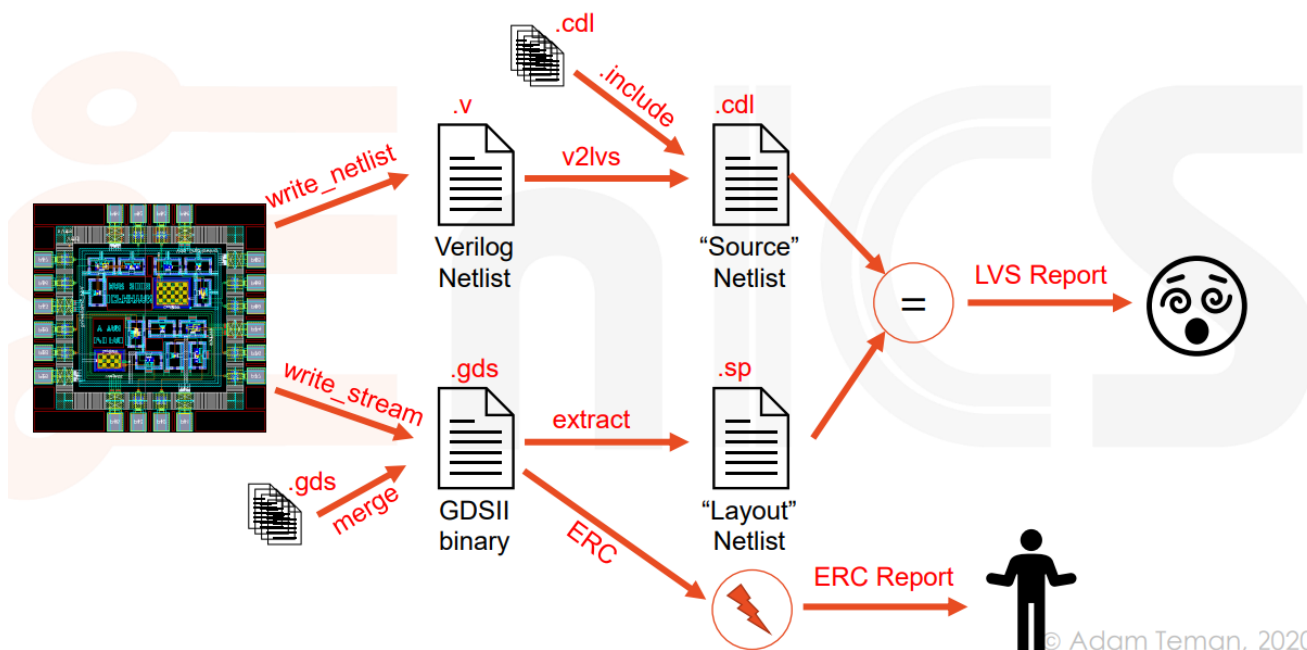 .cdl
.include
.v
.cdl
write_netlist
v2lvs
Verilog
Netlist
“Source”
Netlist
=
LVS Report
write_stream
.gds
merge
.gds
extract
.sp
GDSII
binary
“Layout”
Netlist
ERC
ERC Report
© Adam Teman, 2020